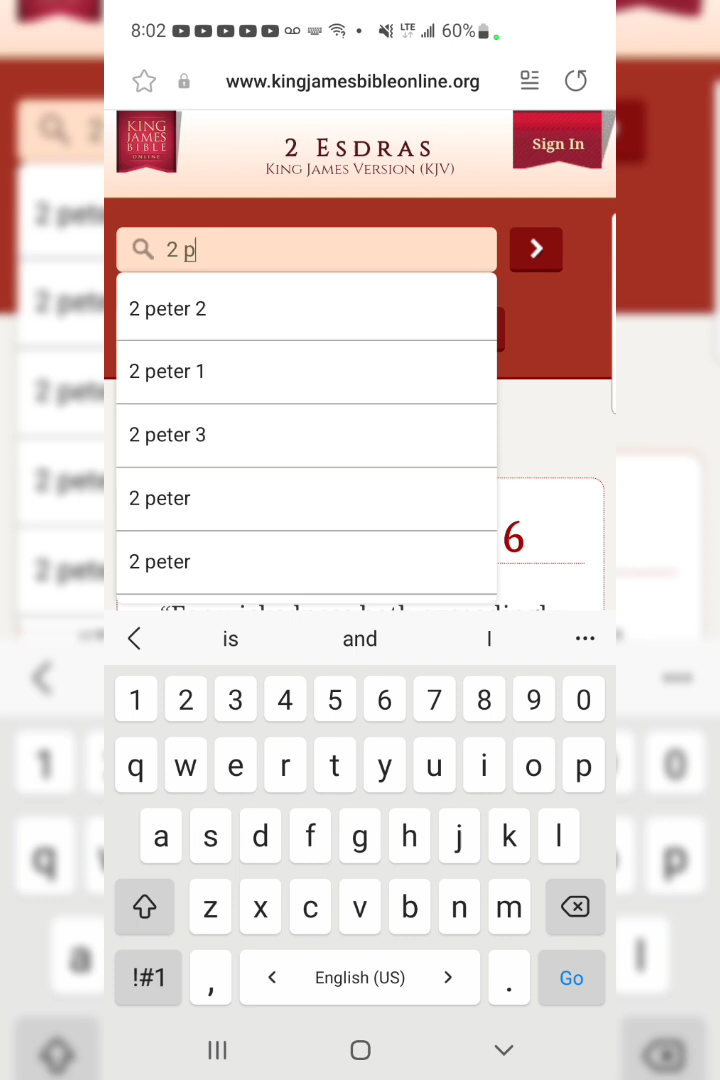 8:02 LTE 60%
www.kingjamesbibleonline.org
KING
JAMES
BIBLE
ONLINE
2 ESDRAS
KING JAMES VERSION (KJV)
Sign In
2 p
2 peter 2
2 peter 1
2 peter 3
2 peter
2 peter
6
is and I
1 2 3 4 5 6 7 8 9 0
q w e r t y u i o p
a s d f g h j k l
z x c v b n m
!#1 , < English (US) > . Go